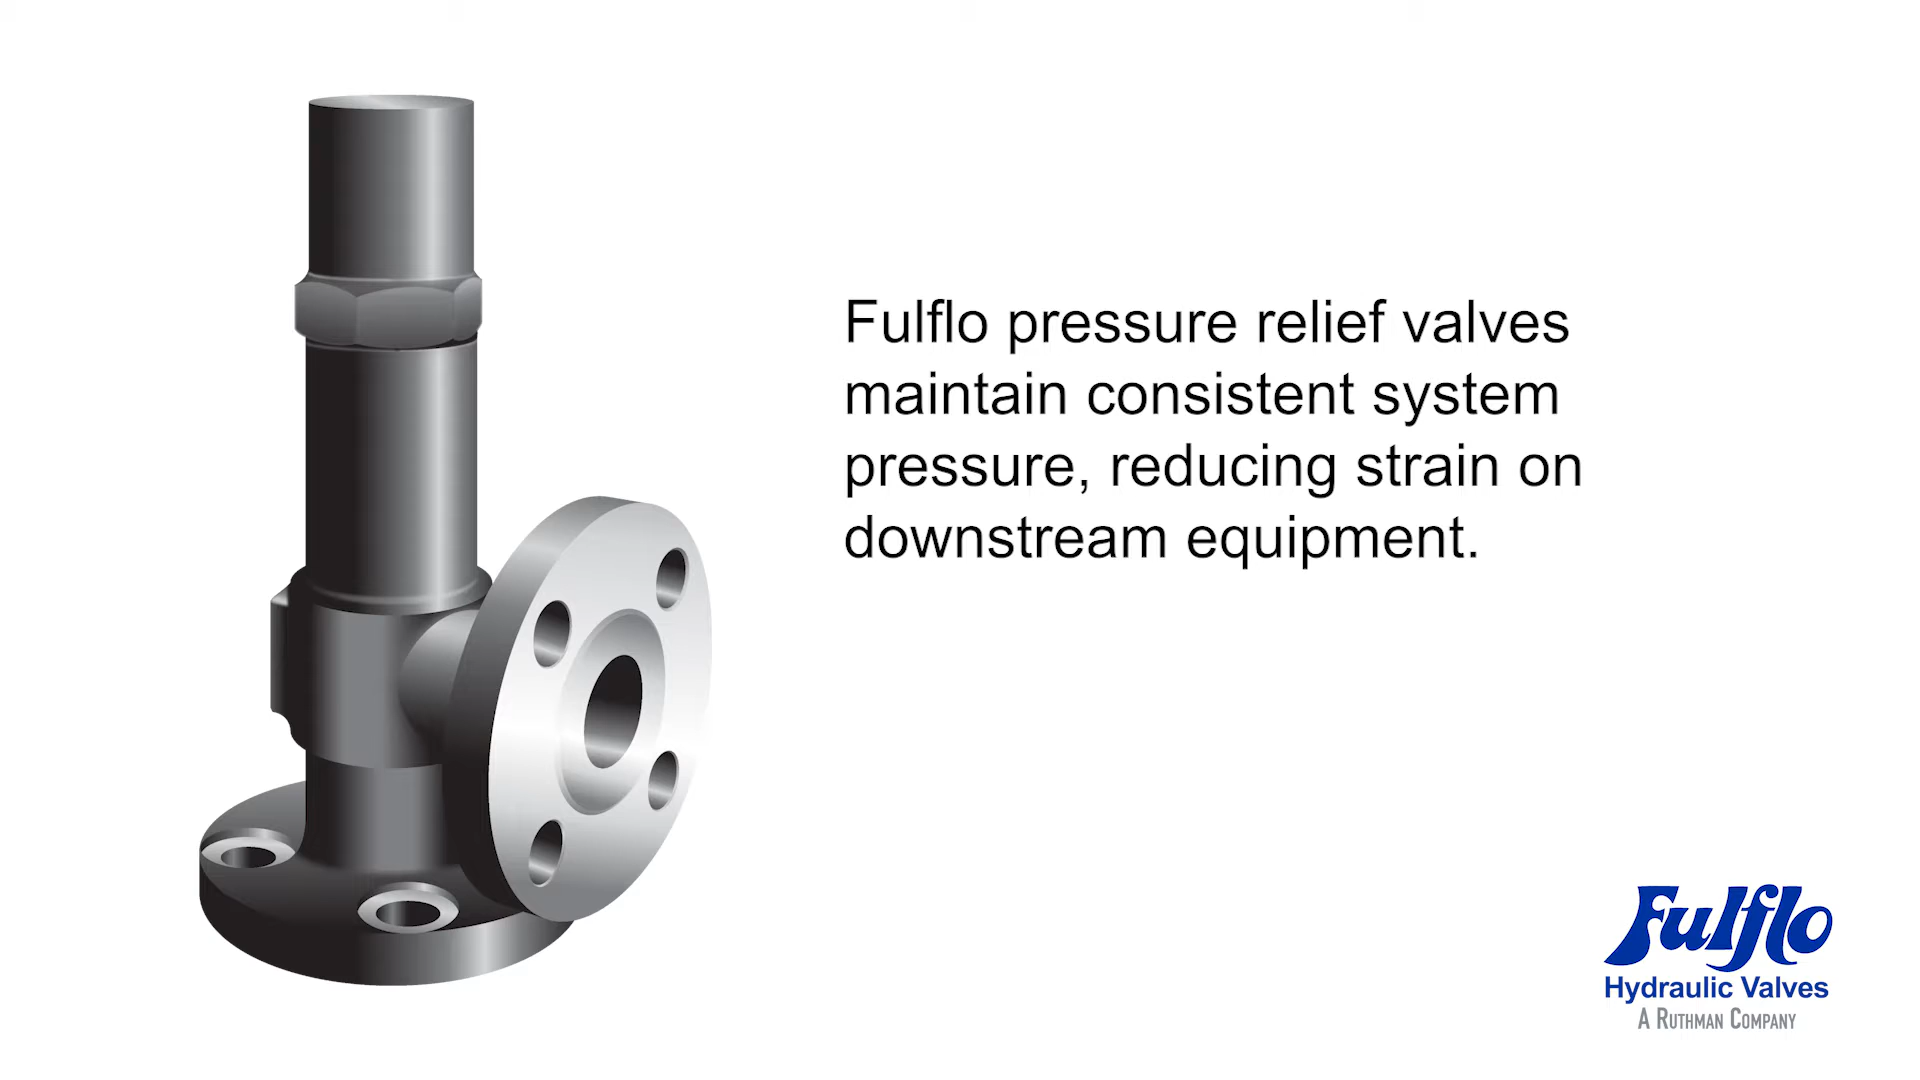 Fulflo pressure relief valves
maintain consistent system
pressure, reducing strain on
downstream equipment.
Fulflo
Hydraulic Valves
A RUTHMAN COMPANY